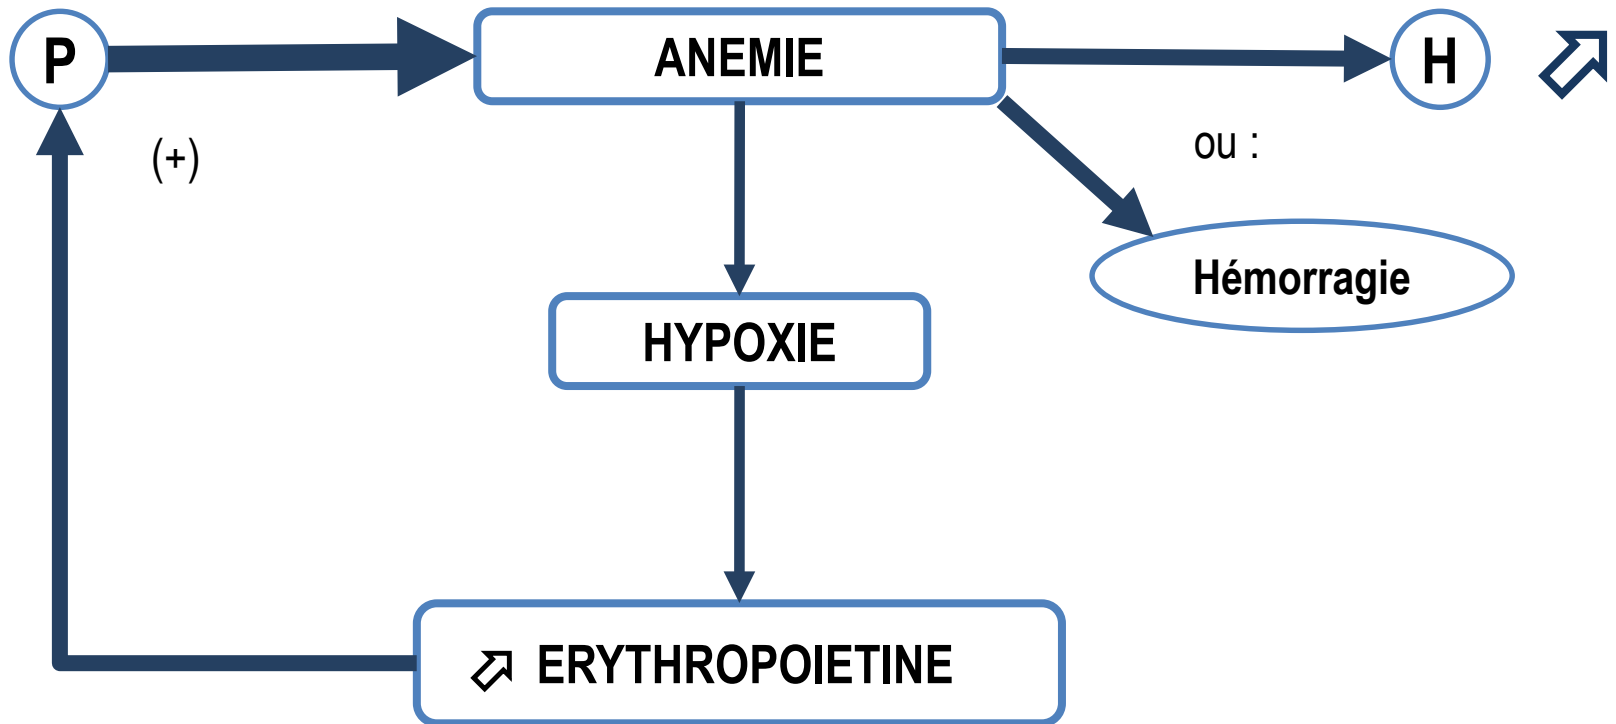 P
ANEMIE
H
(+)
ou :
Hémorragie
HYPOXIE
ERYTHROPOIETINE